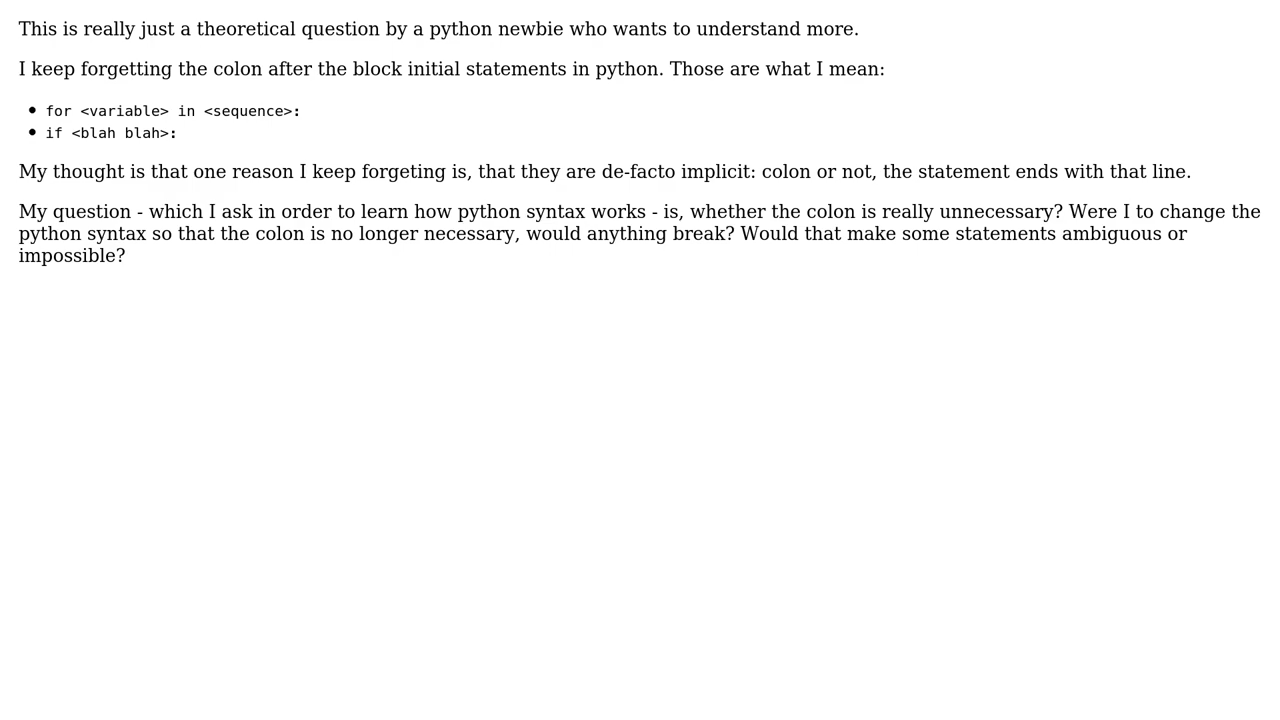 This is really just a theoretical question by a python newbie who wants to understand more.
I keep forgetting the colon after the block initial statements in python. Those are what I mean:
• for <variable> in <sequence>:
• if <blah blah>:
My thought is that one reason I keep forgeting is, that they are de-facto implicit: colon or not, the statement ends with that line.
My question - which I ask in order to learn how python syntax works - is, whether the colon is really unnecessary? Were I to change the
python syntax so that the colon is no longer necessary, would anything break? Would that make some statements ambiguous or
impossible?